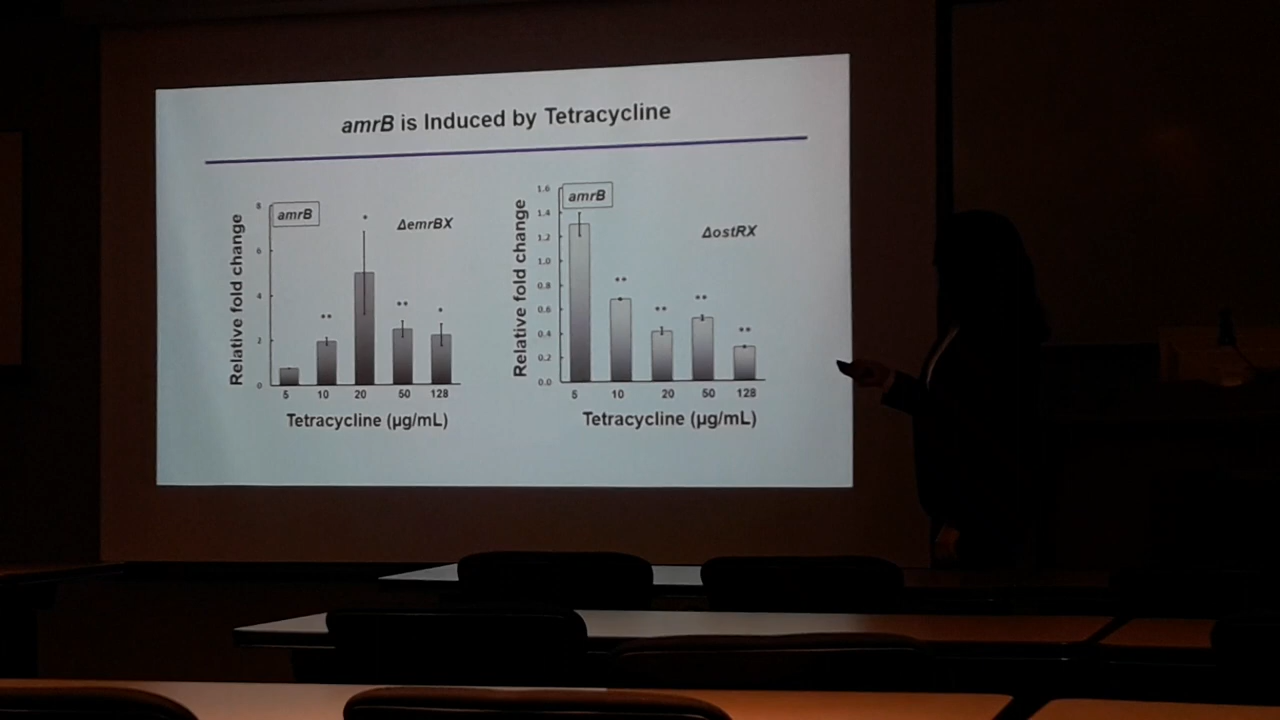 amrB is Induced by Tetracycline
amrB
ΔemrBX
Relative fold change
8
6
4
2
0
*
**
**
*
5 10 20 50 128
Tetracycline (µg/mL)
amrB
ΔostRX
Relative fold change
1.6
1.4
1.2
1.0
0.8
0.6
0.4
0.2
0.0
**
**
**
**
5 10 20 50 128
Tetracycline (µg/mL)